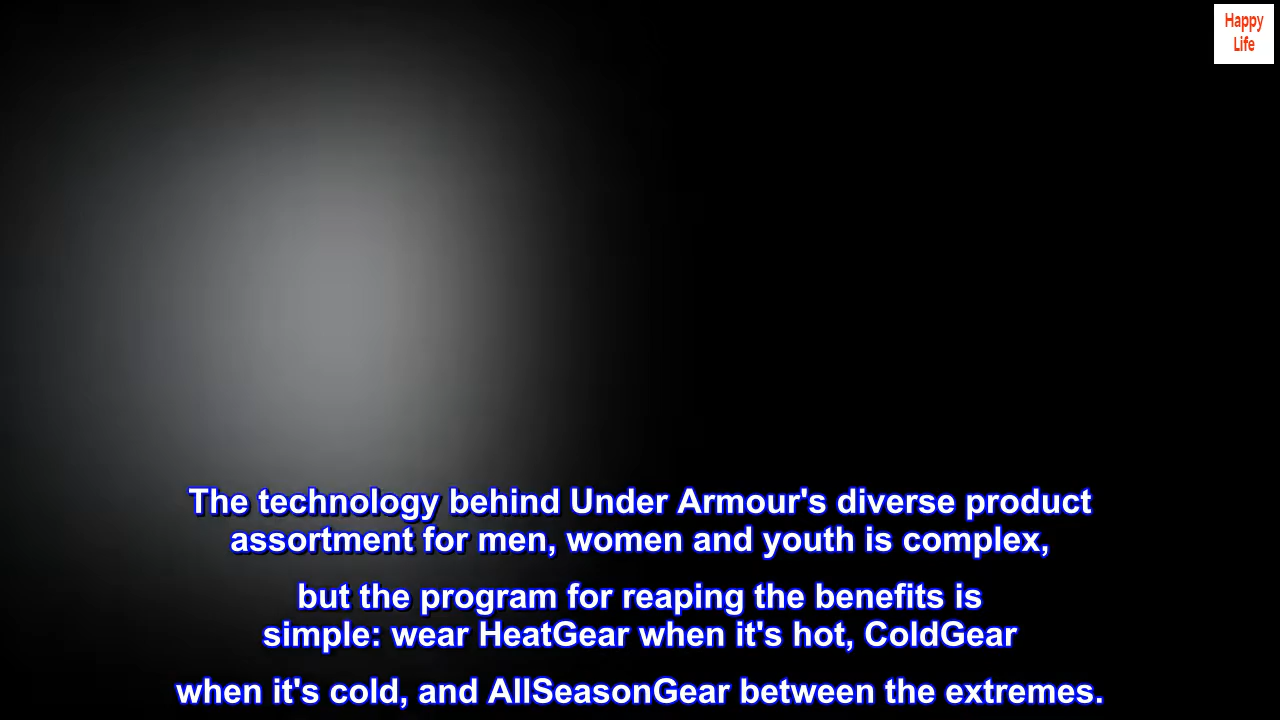 Happy
Life
The technology behind Under Armour's diverse product
assortment for men, women and youth is complex,
but the program for reaping the benefits is
simple: wear HeatGear when it's hot, ColdGear
when it's cold, and AllSeasonGear between the extremes.